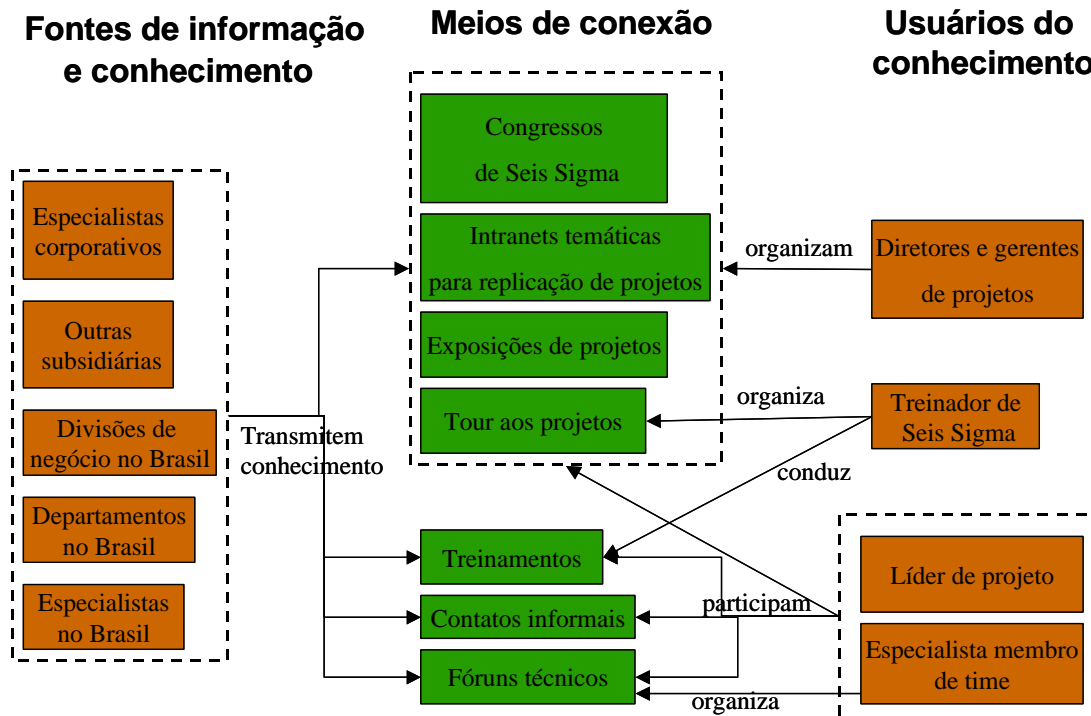 Fontes de informação
e conhecimento
Meios de conexão
Usuários do
conhecimento
Especialistas
corporativos
Outras
subsidiárias
Divisões de
negócio no Brasil
Departamentos
no Brasil
Especialistas
no Brasil
Transmitem
conhecimento
Congressos
de Seis Sigma
Intranets temáticas
para replicação de projetos
Exposições de projetos
Tour aos projetos
Treinamentos
Contatos informais
Fóruns técnicos
organizam
organiza
conduz
participam
organiza
Diretores e gerentes
de projetos
Treinador de
Seis Sigma
Líder de projeto
Especialista membro
de time